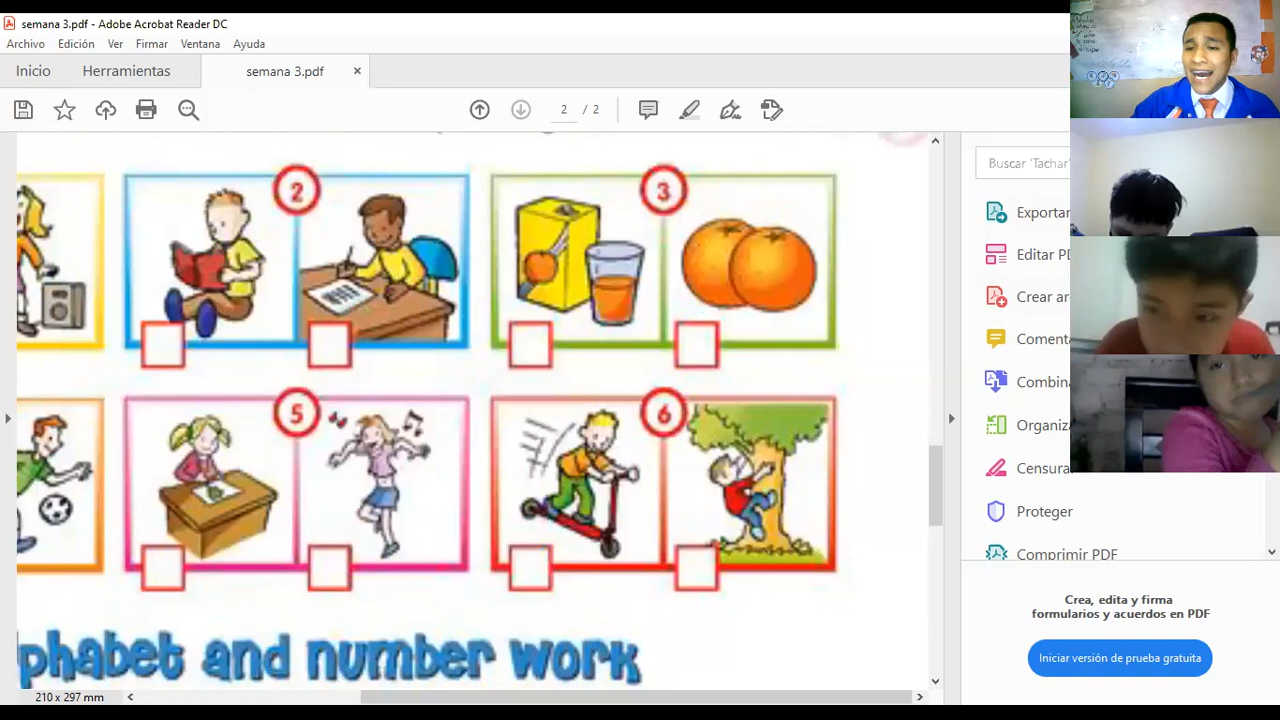 semana 3.pdf - Adobe Acrobat Reader DC
Archivo Edición Ver Firmar Ventana Ayuda
Inicio Herramientas semana 3.pdf ×
2 / 2
Buscar 'Tachar'
2 3
Exportar
Editar PD
Crear ar
Comenta
Combina
Organiza
5 6
Censura
Proteger
Comprimir PDF
Crea, edita y firma
formularios y acuerdos en PDF
Iniciar versión de prueba gratuita
phabet and number work
210 x 297 mm